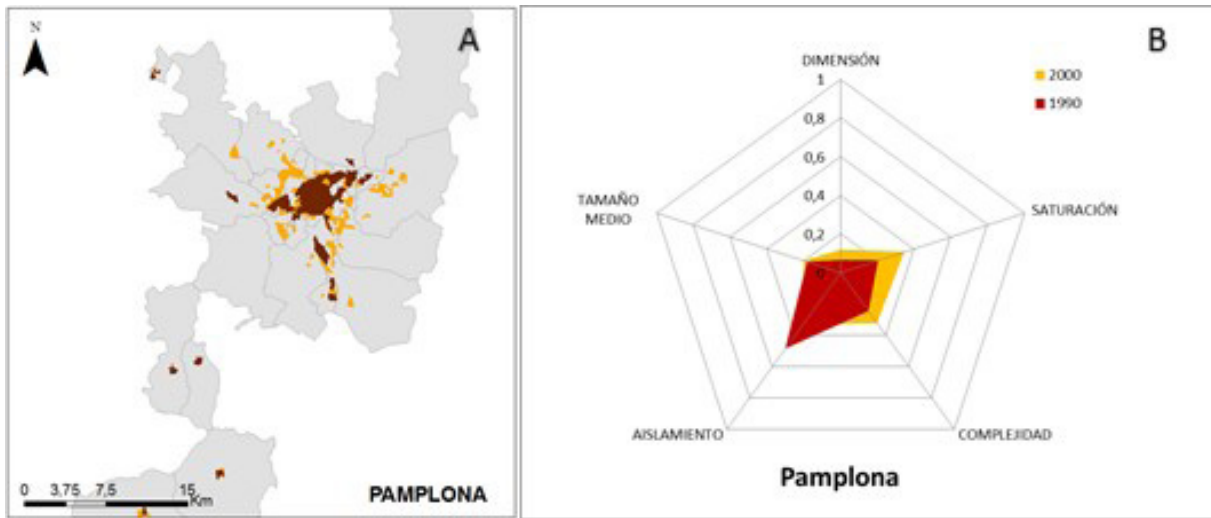 N
A
0 3,75 7,5 15
Km
PAMPLONA
B
DIMENSIÓN
1
0,8
0,6
0,4
0,2
0
2000
1990
TAMAÑO
MEDIO
SATURACIÓN
AISLAMIENTO
COMPLEJIDAD
Pamplona